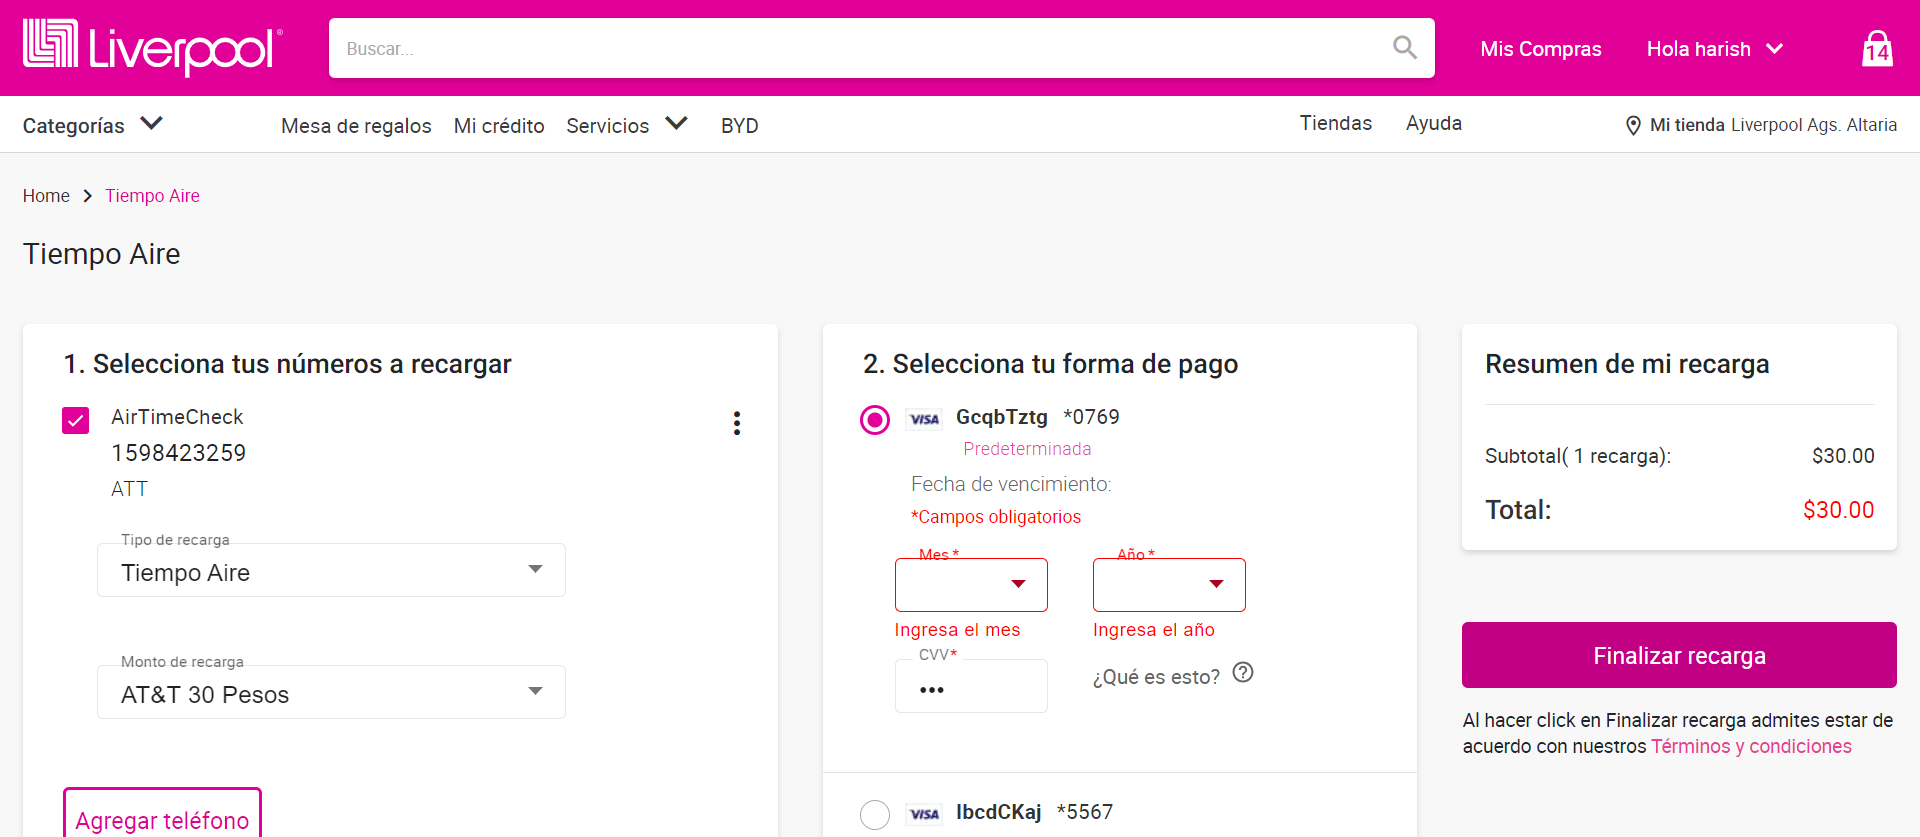 Liverpool®
Buscar...
Mis Compras
Hola harish
14
Categorías
Mesa de regalos
Mi crédito
Servicios
BYD
Tiendas
Ayuda
Mi tienda Liverpool Ags. Altaria
Home
Tiempo Aire
Tiempo Aire
1. Selecciona tus números a recargar
AirTimeCheck
1598423259
ATT
Tipo de recarga
Tiempo Aire
Monto de recarga
AT&T 30 Pesos
Agregar teléfono
2. Selecciona tu forma de pago
VISA GcqbTztg *0769
Predeterminada
Fecha de vencimiento:
*Campos obligatorios
Mes * Año *
Ingresa el mes Ingresa el año
CVV*
•••
¿Qué es esto? ?
VISA IbcdCKaj *5567
Resumen de mi recarga
Subtotal( 1 recarga): $30.00
Total: $30.00
Finalizar recarga
Al hacer click en Finalizar recarga admites estar de
acuerdo con nuestros Términos y condiciones